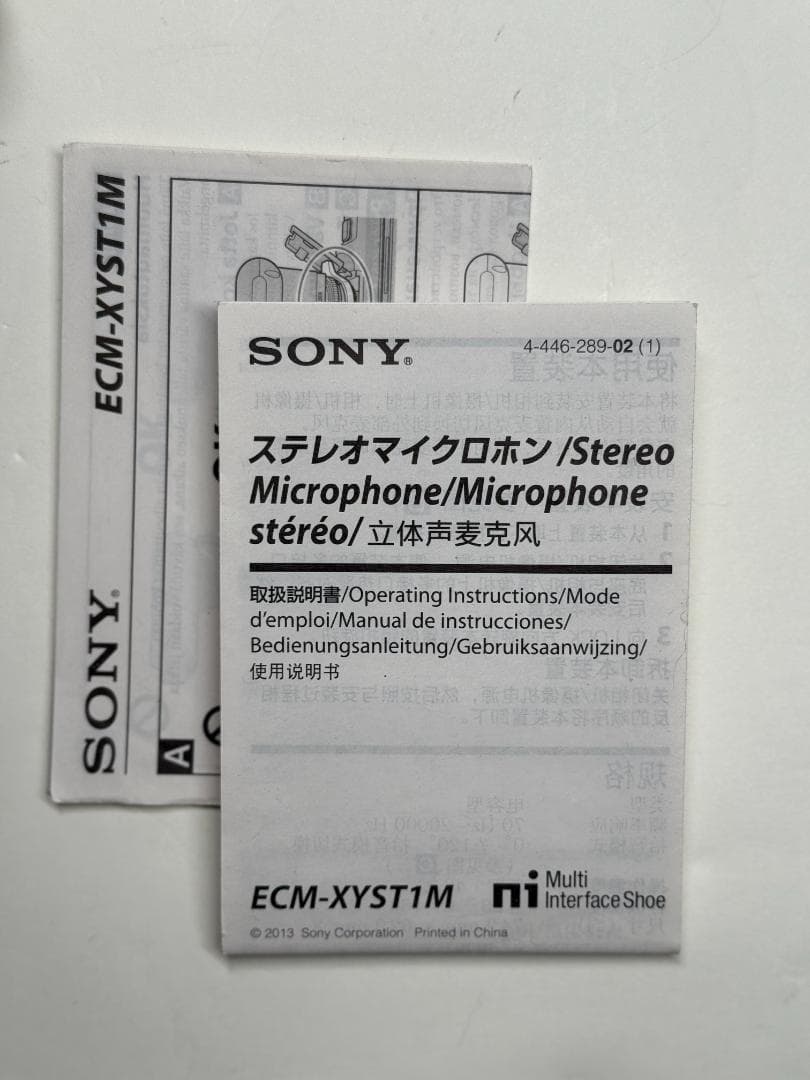 ECM-XYST1M
SONY®
A
SONY®
4-446-289-02 (1)
ステレオマイクロホン/Stereo
Microphone/Microphone
stéréo/立体声麦克风
取扱説明書/Operating Instructions/Mode
d'emploi/Manual de instrucciones/
Bedienungsanleitung/Gebruiksaanwijzing/
使用说明书
ECM-XYST1M
Multi
Interface Shoe
© 2013 Sony Corporation Printed in China